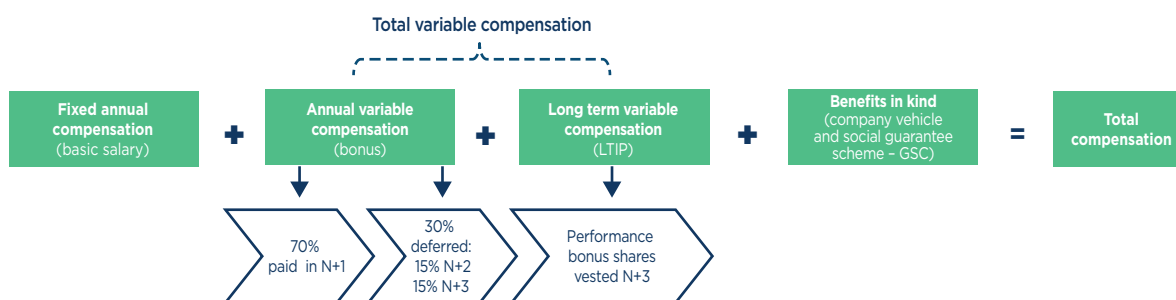 Total variable compensation
Fixed annual
compensation
(basic salary)
+
Annual variable
compensation
(bonus)
+
Long term variable
compensation
(LTIP)
+
Benefits in kind
(company vehicle
and social guarantee
scheme – GSC)
=
Total
compensation
70%
paid in N+1
30%
deferred:
15% N+2
15% N+3
Performance
bonus shares
vested N+3